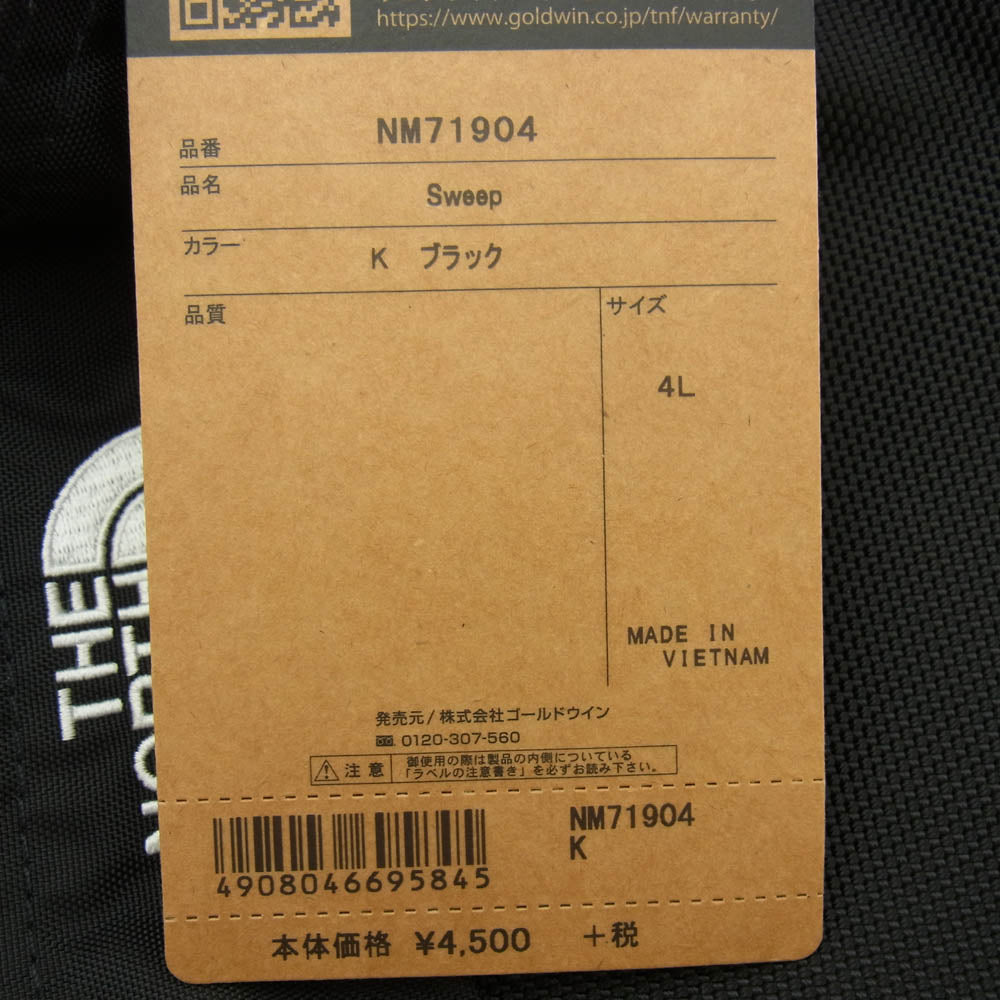 https://www.goldwin.co.jp/tnf/warranty/
品番 NM71904
品名 Sweep
カラー K ブラック
品質
サイズ
4L
MADE IN
VIETNAM
発売元/株式会社ゴールドウイン
0120-307-560
注意
御使用の際は製品の内側についている
「ラベルの注意書き」を必ずお読み下さい。
NM71904
K
4908046695845
本体価格 ¥4,500 +税
THE
NORTH